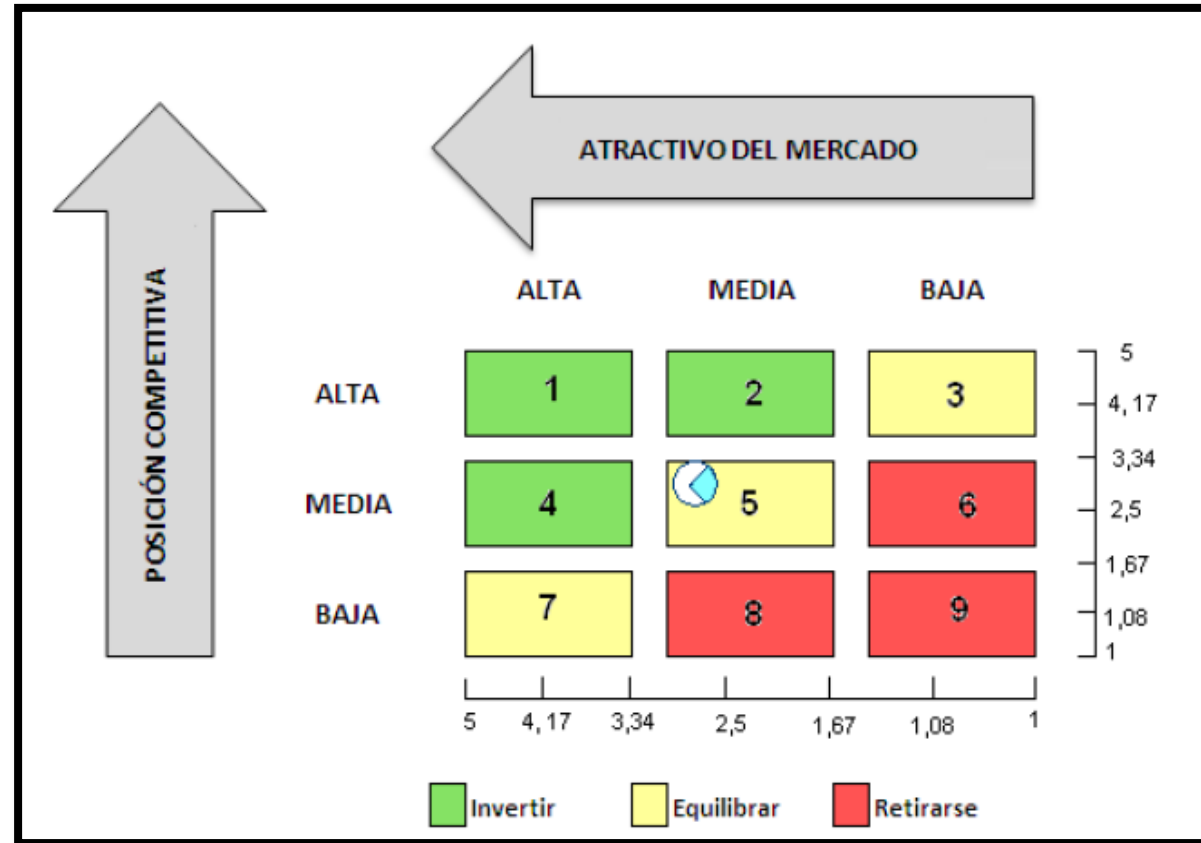 ATRACTIVO DEL MERCADO
POSICIÓN COMPETITIVA
ALTA MEDIA BAJA
ALTA 1 2 3
MEDIA 4 5 6
BAJA 7 8 9
5
4,17
3,34
2,5
1,67
1,08
1
5 4,17 3,34 2,5 1,67 1,08 1
Invertir Equilibrar Retirarse